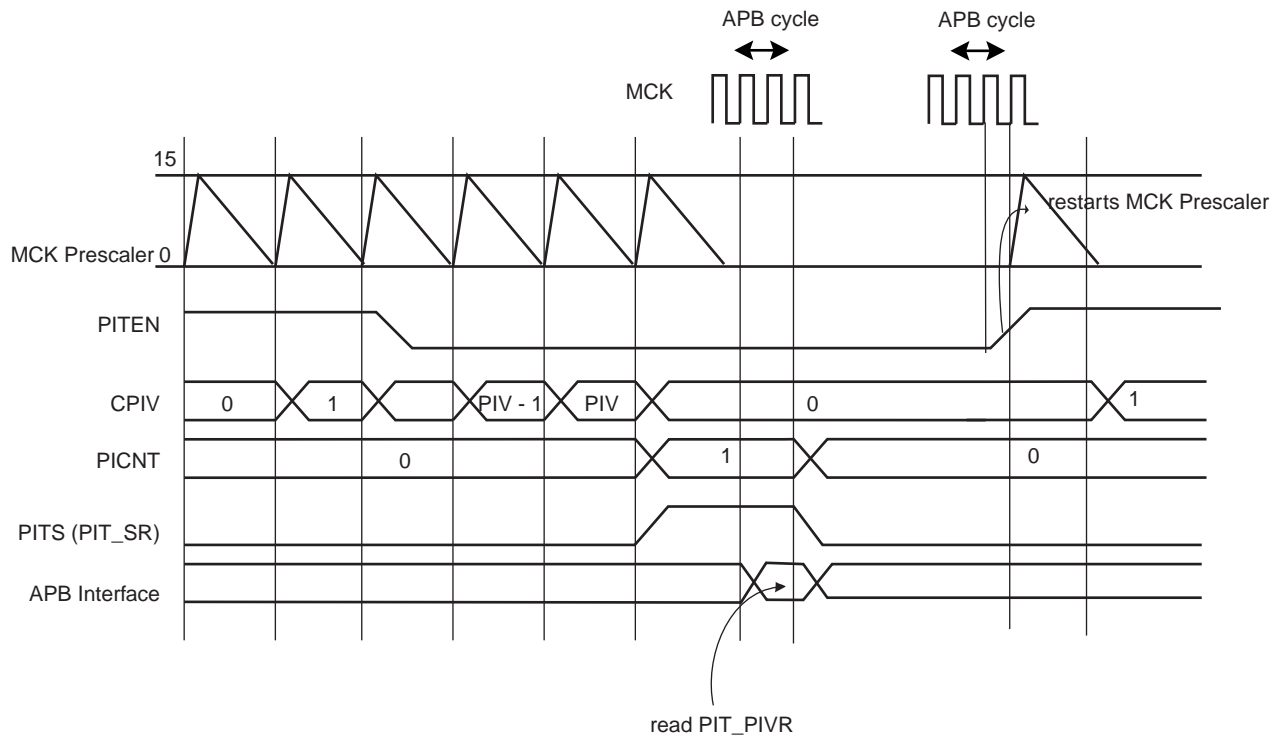 APB cycle
APB cycle
MCK
15
restarts MCK Prescaler
MCK Prescaler 0
PITEN
CPIV
0
1
PIV - 1
PIV
0
1
PICNT
0
1
0
PITS (PIT_SR)
APB Interface
read PIT_PIVR